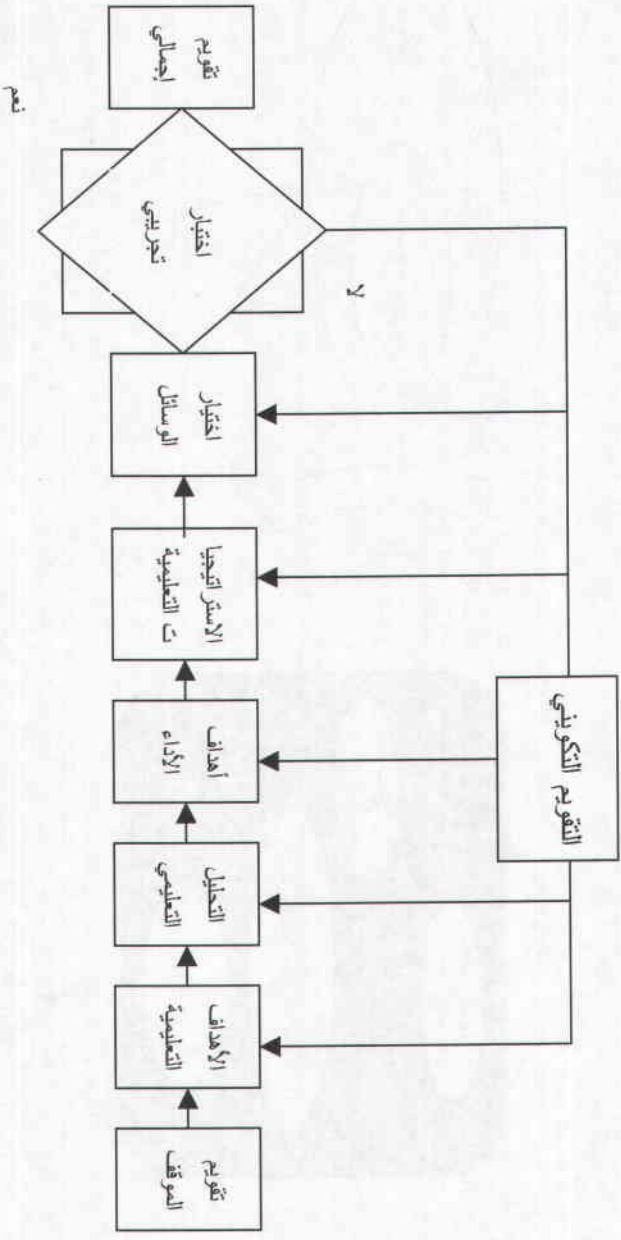 التقويم التكويني
لا
تقويم
الموقف
الأهداف
التعليمية
التحليل
التعليمي
أهداف
الأداء
الاستراتيجيا
ت التعليمية
اختيار
الوسائل
اختبار
تجريبي
تقويم
إجمالي
نعم